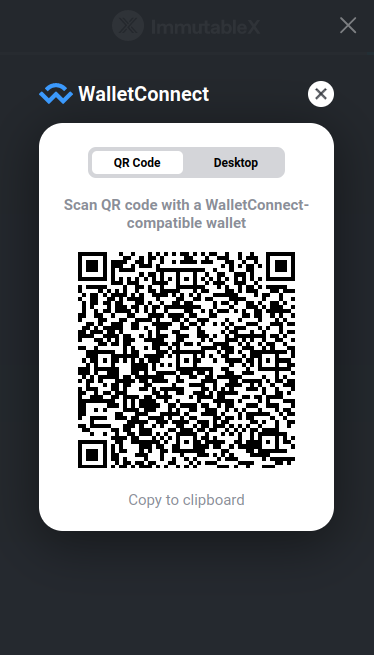 ImmutableX
WalletConnect
QR Code
Desktop
Scan QR code with a WalletConnect-
compatible wallet
Copy to clipboard